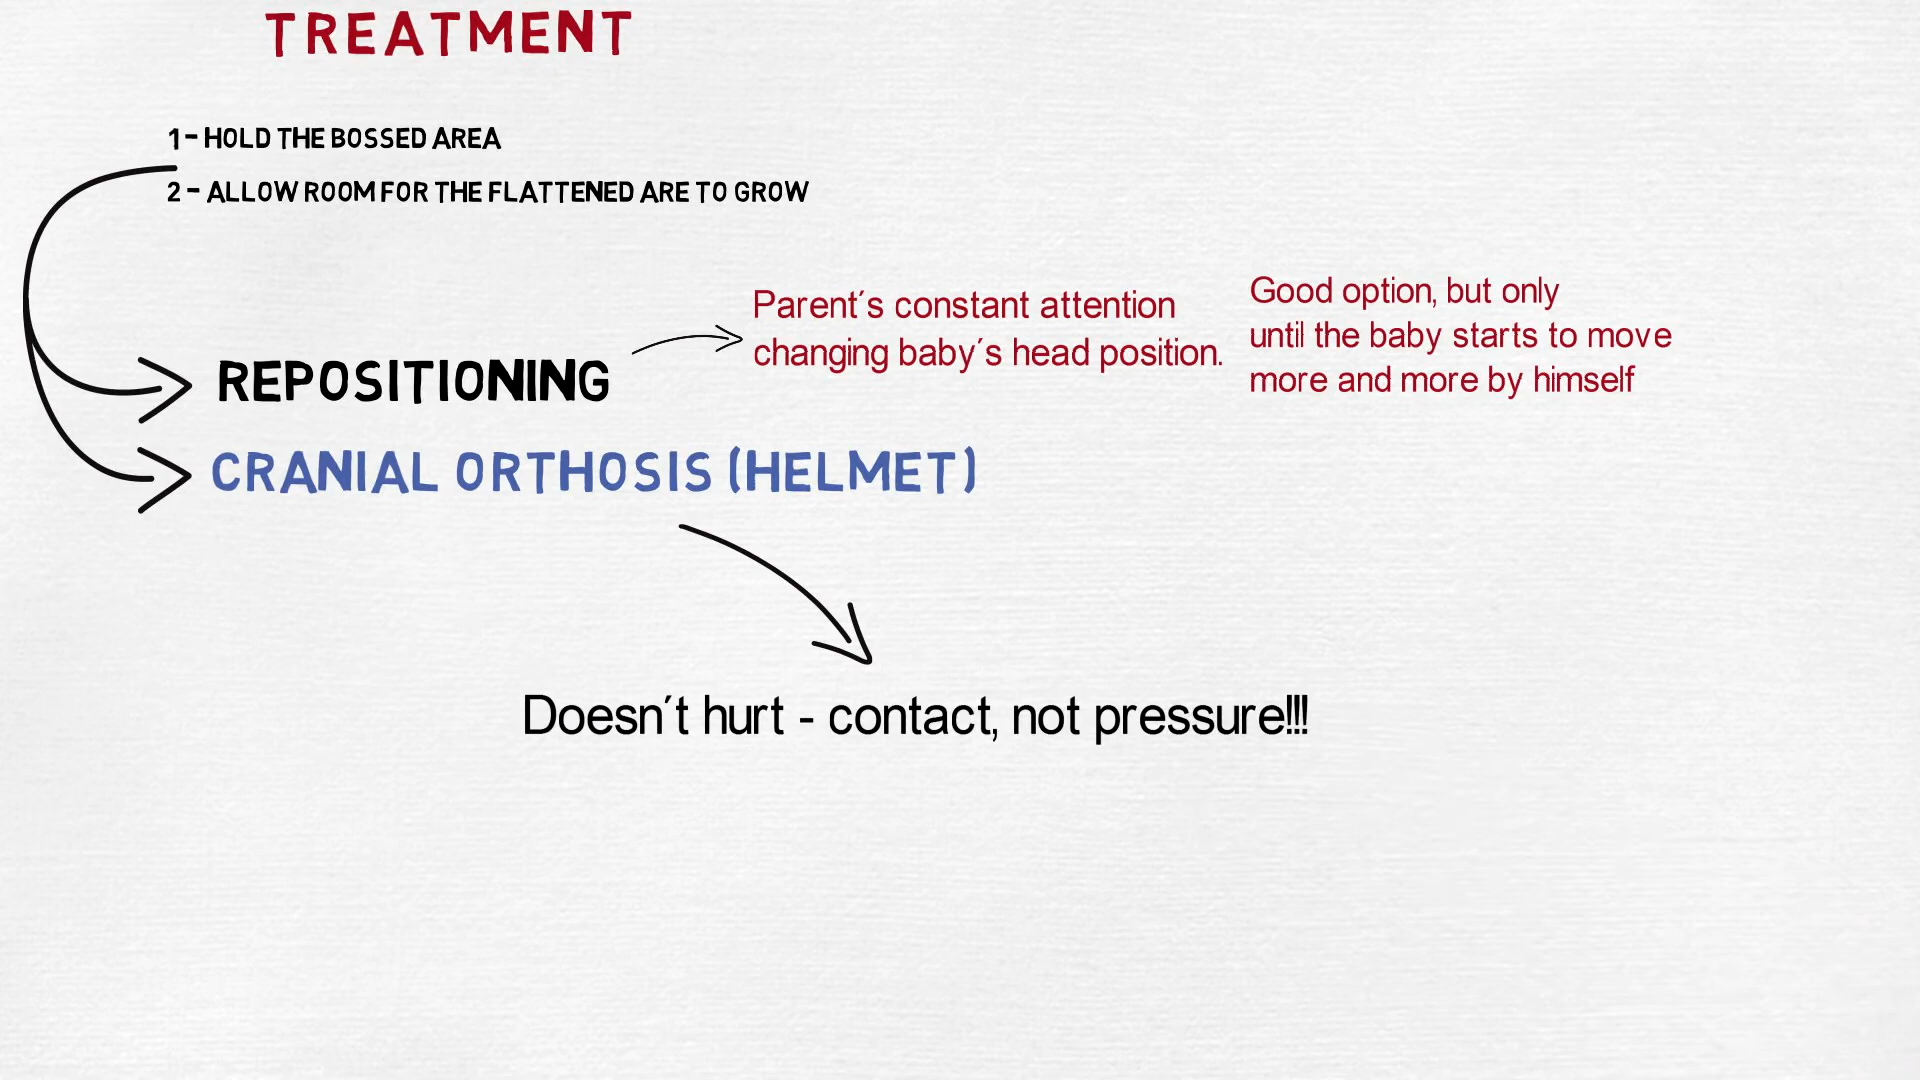 TREATMENT
1 - HOLD THE BOSSED AREA
2 - ALLOW ROOM FOR THE FLATTENED ARE TO GROW
Parent´s constant attention
changing baby´s head position.
Good option, but only
until the baby starts to move
more and more by himself
REPOSITIONING
CRANIAL ORTHOSIS (HELMET)
Doesn´t hurt - contact, not pressure!!!